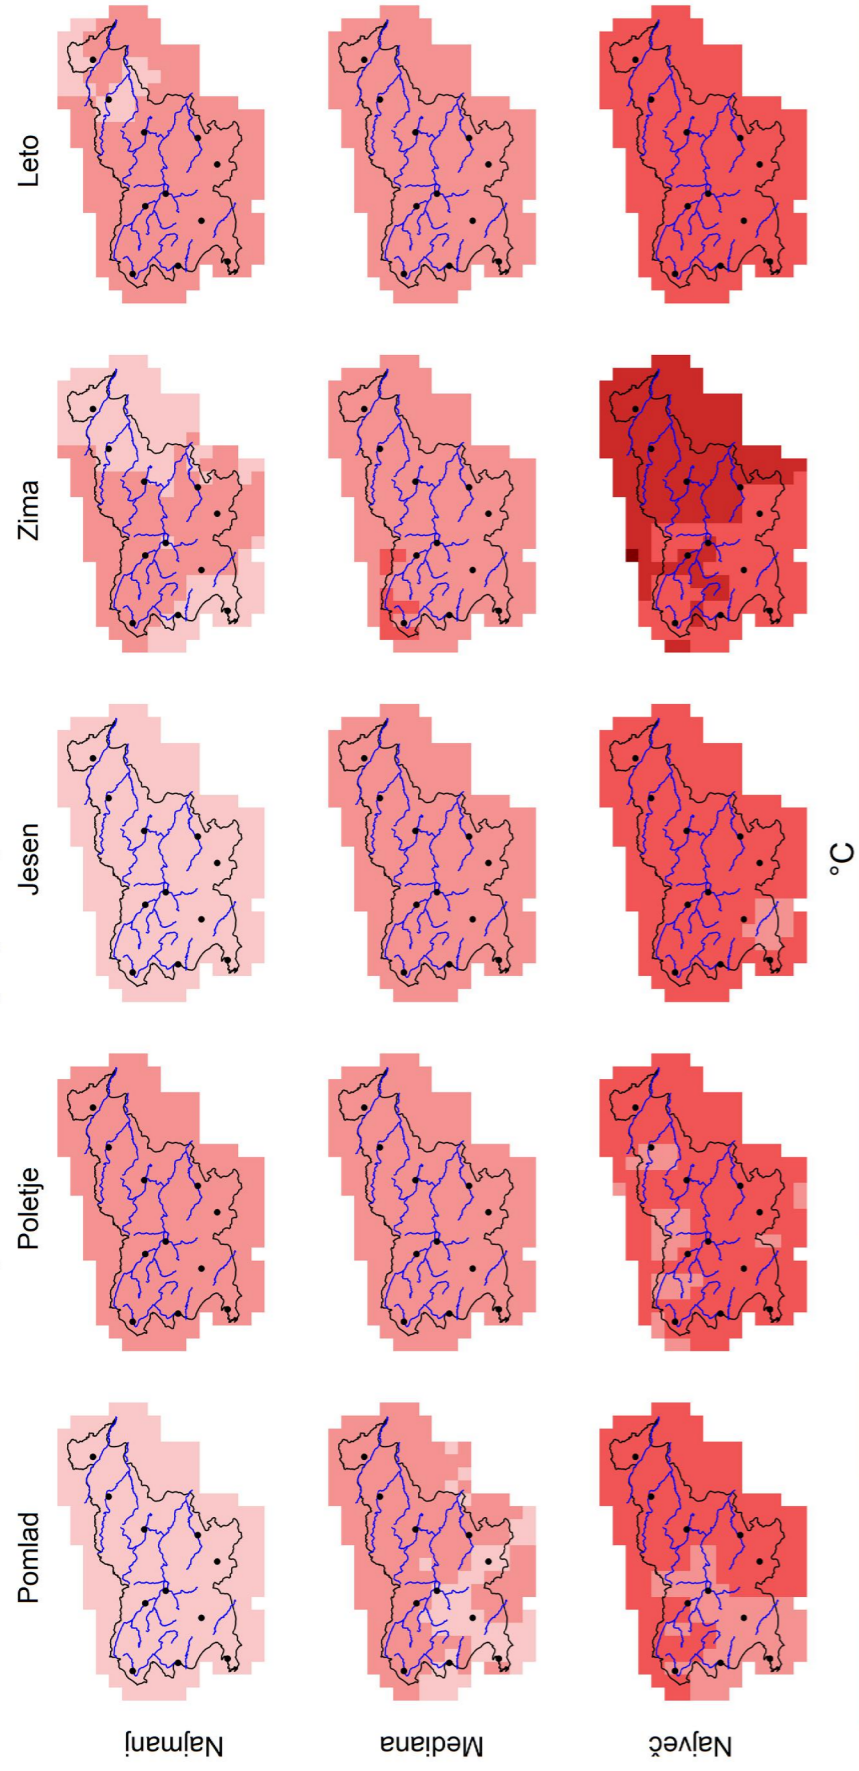 Pomlad
Poletje
Jesen
Zima
Leto
Najmanj
Mediana
Največ
°C